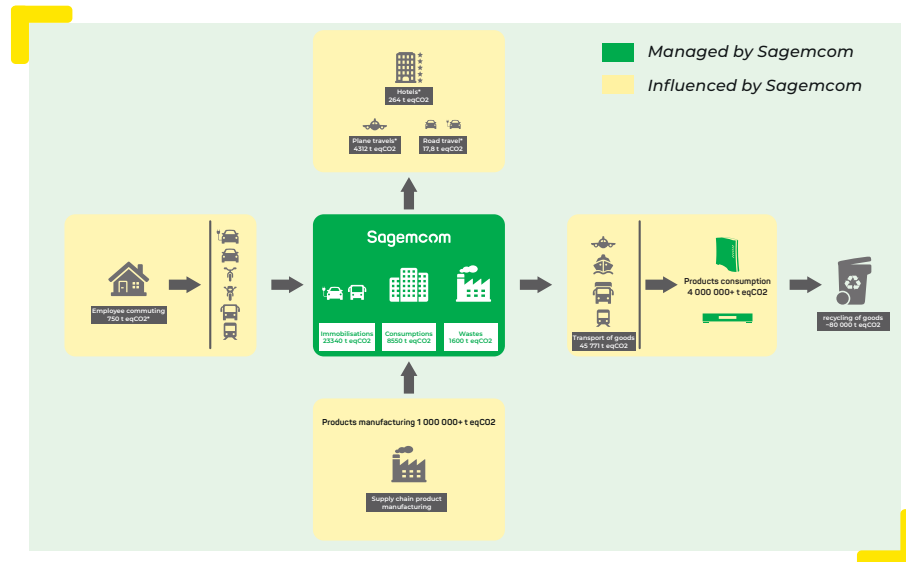 Managed by Sagemcom
Influenced by Sagemcom
Hotels*
264 t eqCO2
Plane travels*
4312 t eqCO2
Road travel*
17,8 t eqCO2
Employee commuting
750 t eqCO2*
Sagemcom
Immobilisations
23340 t eqCO2
Consumptions
8550 t eqCO2
Wastes
1600 t eqCO2
Transport of goods
45 771 t eqCO2
Products consumption
4 000 000+ t eqCO2
recycling of goods
~80 000 t eqCO2
Products manufacturing 1 000 000+ t eqCO2
Supply chain product
manufacturing